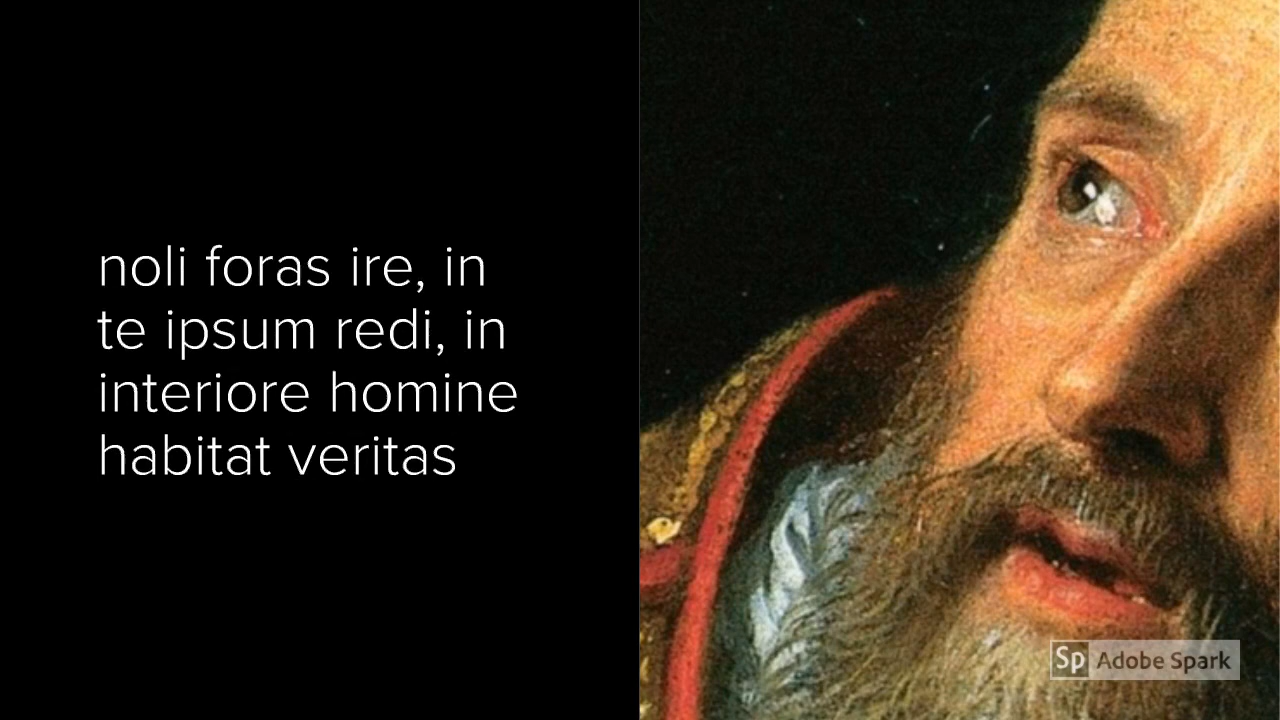 noli foras ire, in
te ipsum redi, in
interiore homine
habitat veritas
Sp Adobe Spark